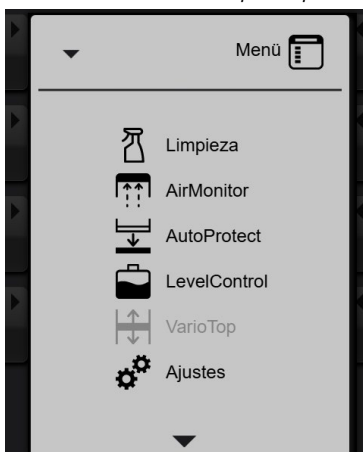 Menü
Limpieza
AirMonitor
AutoProtect
LevelControl
VarioTop
Ajustes